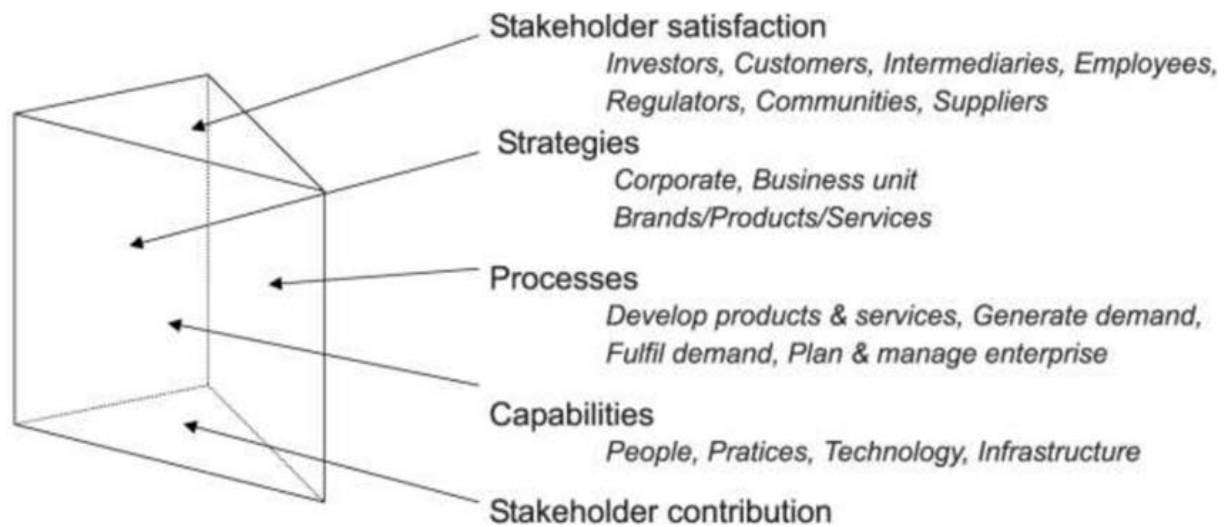 Stakeholder satisfaction
Investors, Customers, Intermediaries, Employees,
Regulators, Communities, Suppliers
Strategies
Corporate, Business unit
Brands/Products/Services
Processes
Develop products & services, Generate demand,
Fulfil demand, Plan & manage enterprise
Capabilities
People, Pratices, Technology, Infrastructure
Stakeholder contribution